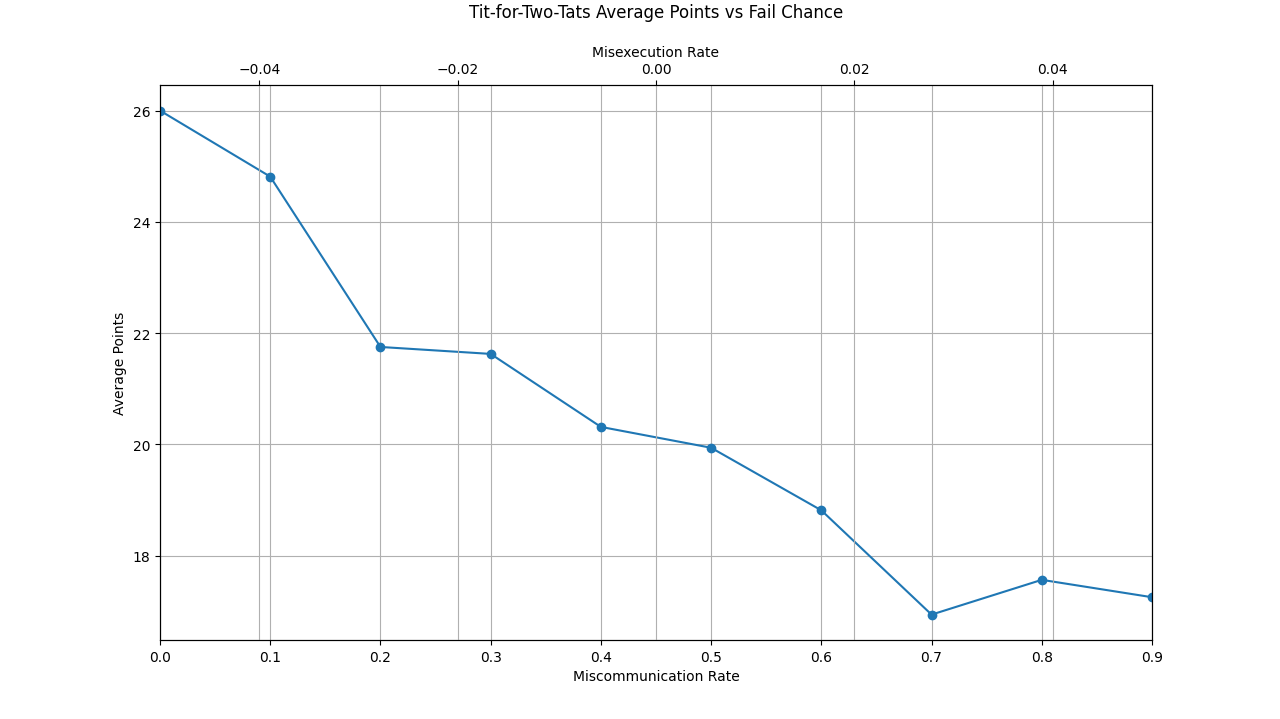 Tit-for-Two-Tats Average Points vs Fail Chance
Misexecution Rate
−0.04 −0.02 0.00 0.02 0.04
26
24
22
20
18
Average Points
0.0 0.1 0.2 0.3 0.4 0.5 0.6 0.7 0.8 0.9
Miscommunication Rate